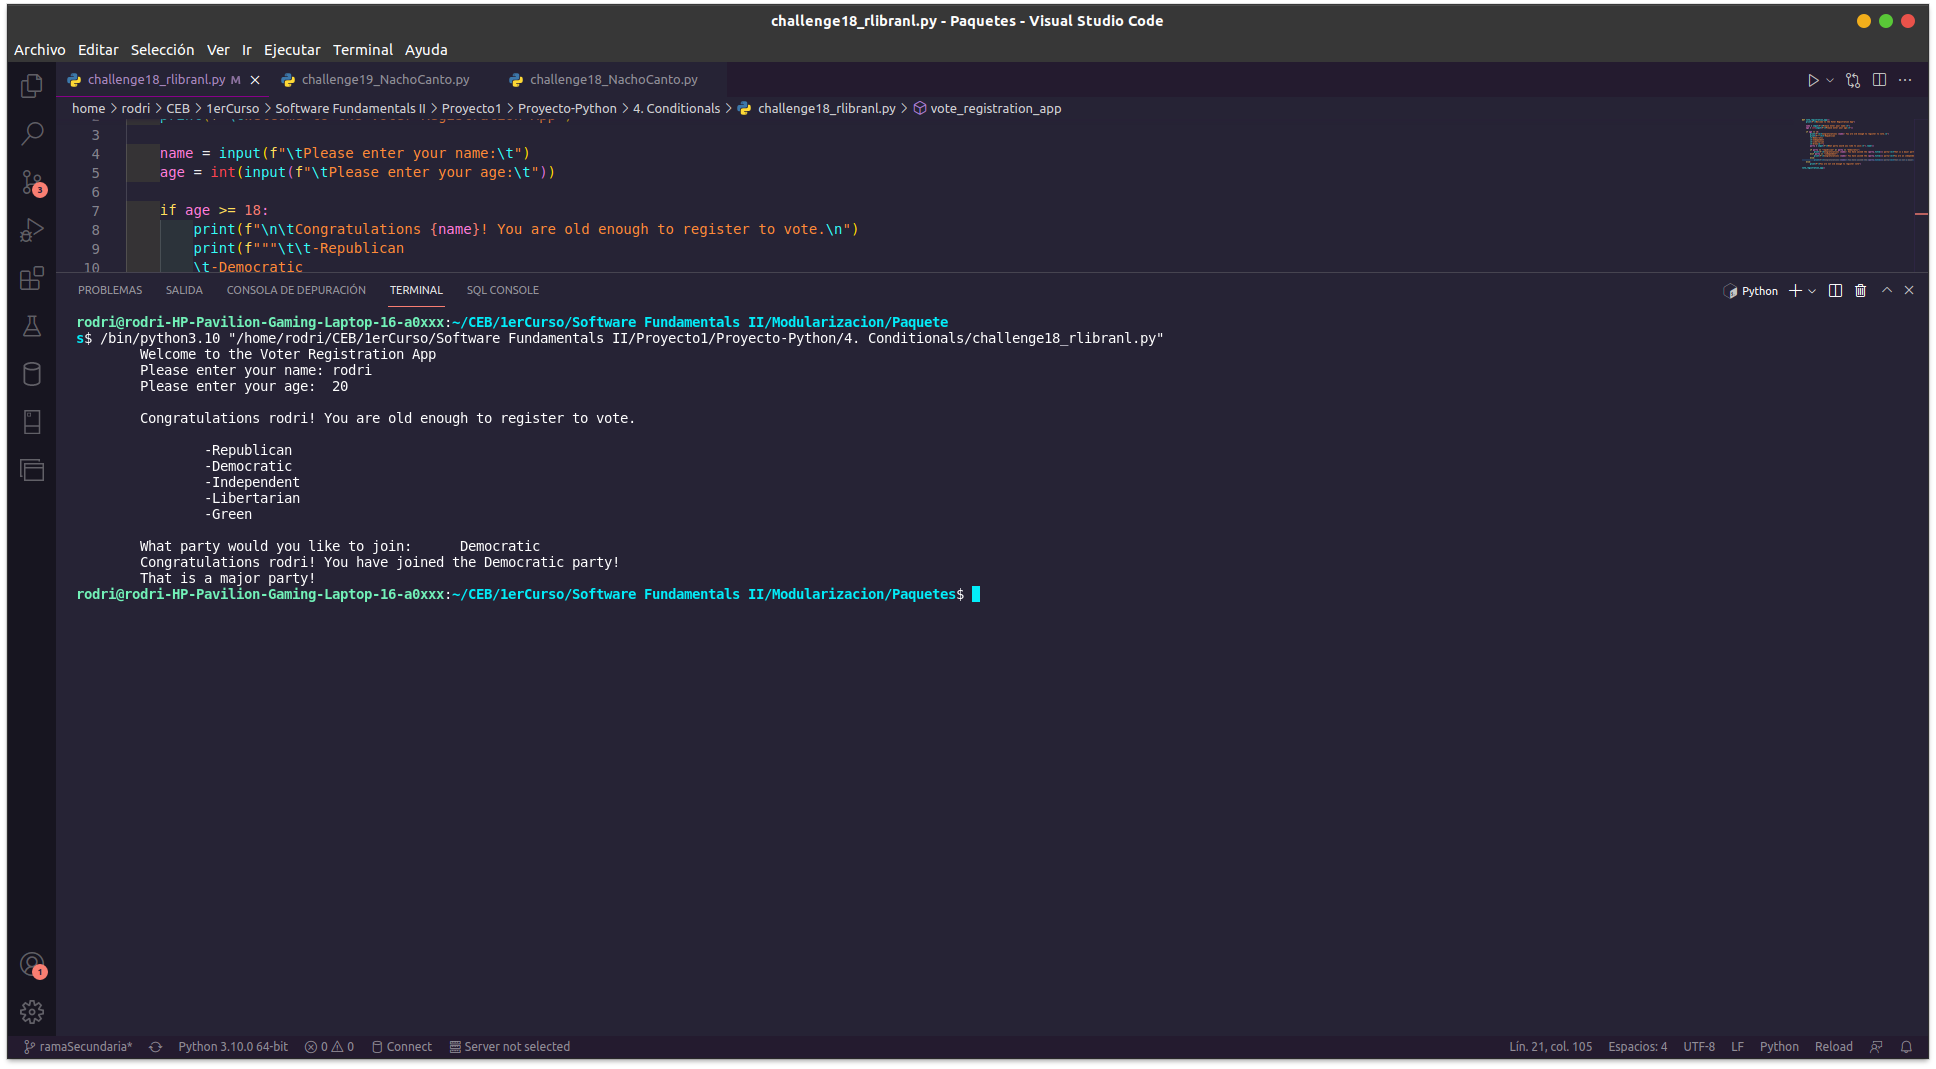 challenge18_rlibranl.py - Paquetes - Visual Studio Code
Archivo Editar Selección Ver Ir Ejecutar Terminal Ayuda
challenge18_rlibranl.py M challenge19_NachoCanto.py challenge18_NachoCanto.py
home > rodri > CEB > 1erCurso > Software Fundamentals II > Proyecto1 > Proyecto-Python > 4. Conditionals > challenge18_rlibranl.py > vote_registration_app
3
4 name = input(f"\tPlease enter your name:\t")
5 age = int(input(f"\tPlease enter your age:\t"))
6
7 if age >= 18:
8 print(f"\n\tCongratulations {name}! You are old enough to register to vote.\n")
9 print(f"""\t\t-Republican
10 \t-Democratic
PROBLEMAS SALIDA CONSOLA DE DEPURACIÓN TERMINAL SQL CONSOLE Python
rodri@rodri-HP-Pavilion-Gaming-Laptop-16-a0xxx:~/CEB/1erCurso/Software Fundamentals II/Modularizacion/Paquete
s$ /bin/python3.10 "/home/rodri/CEB/1erCurso/Software Fundamentals II/Proyecto1/Proyecto-Python/4. Conditionals/challenge18_rlibranl.py"
Welcome to the Voter Registration App
Please enter your name: rodri
Please enter your age: 20
Congratulations rodri! You are old enough to register to vote.
-Republican
-Democratic
-Independent
-Libertarian
-Green
What party would you like to join: Democratic
Congratulations rodri! You have joined the Democratic party!
That is a major party!
rodri@rodri-HP-Pavilion-Gaming-Laptop-16-a0xxx:~/CEB/1erCurso/Software Fundamentals II/Modularizacion/Paquetes$
3
1
ramaSecundaria* Python 3.10.0 64-bit 0 0 Connect Server not selected Lín. 21, col. 105 Espacios: 4 UTF-8 LF Python Reload